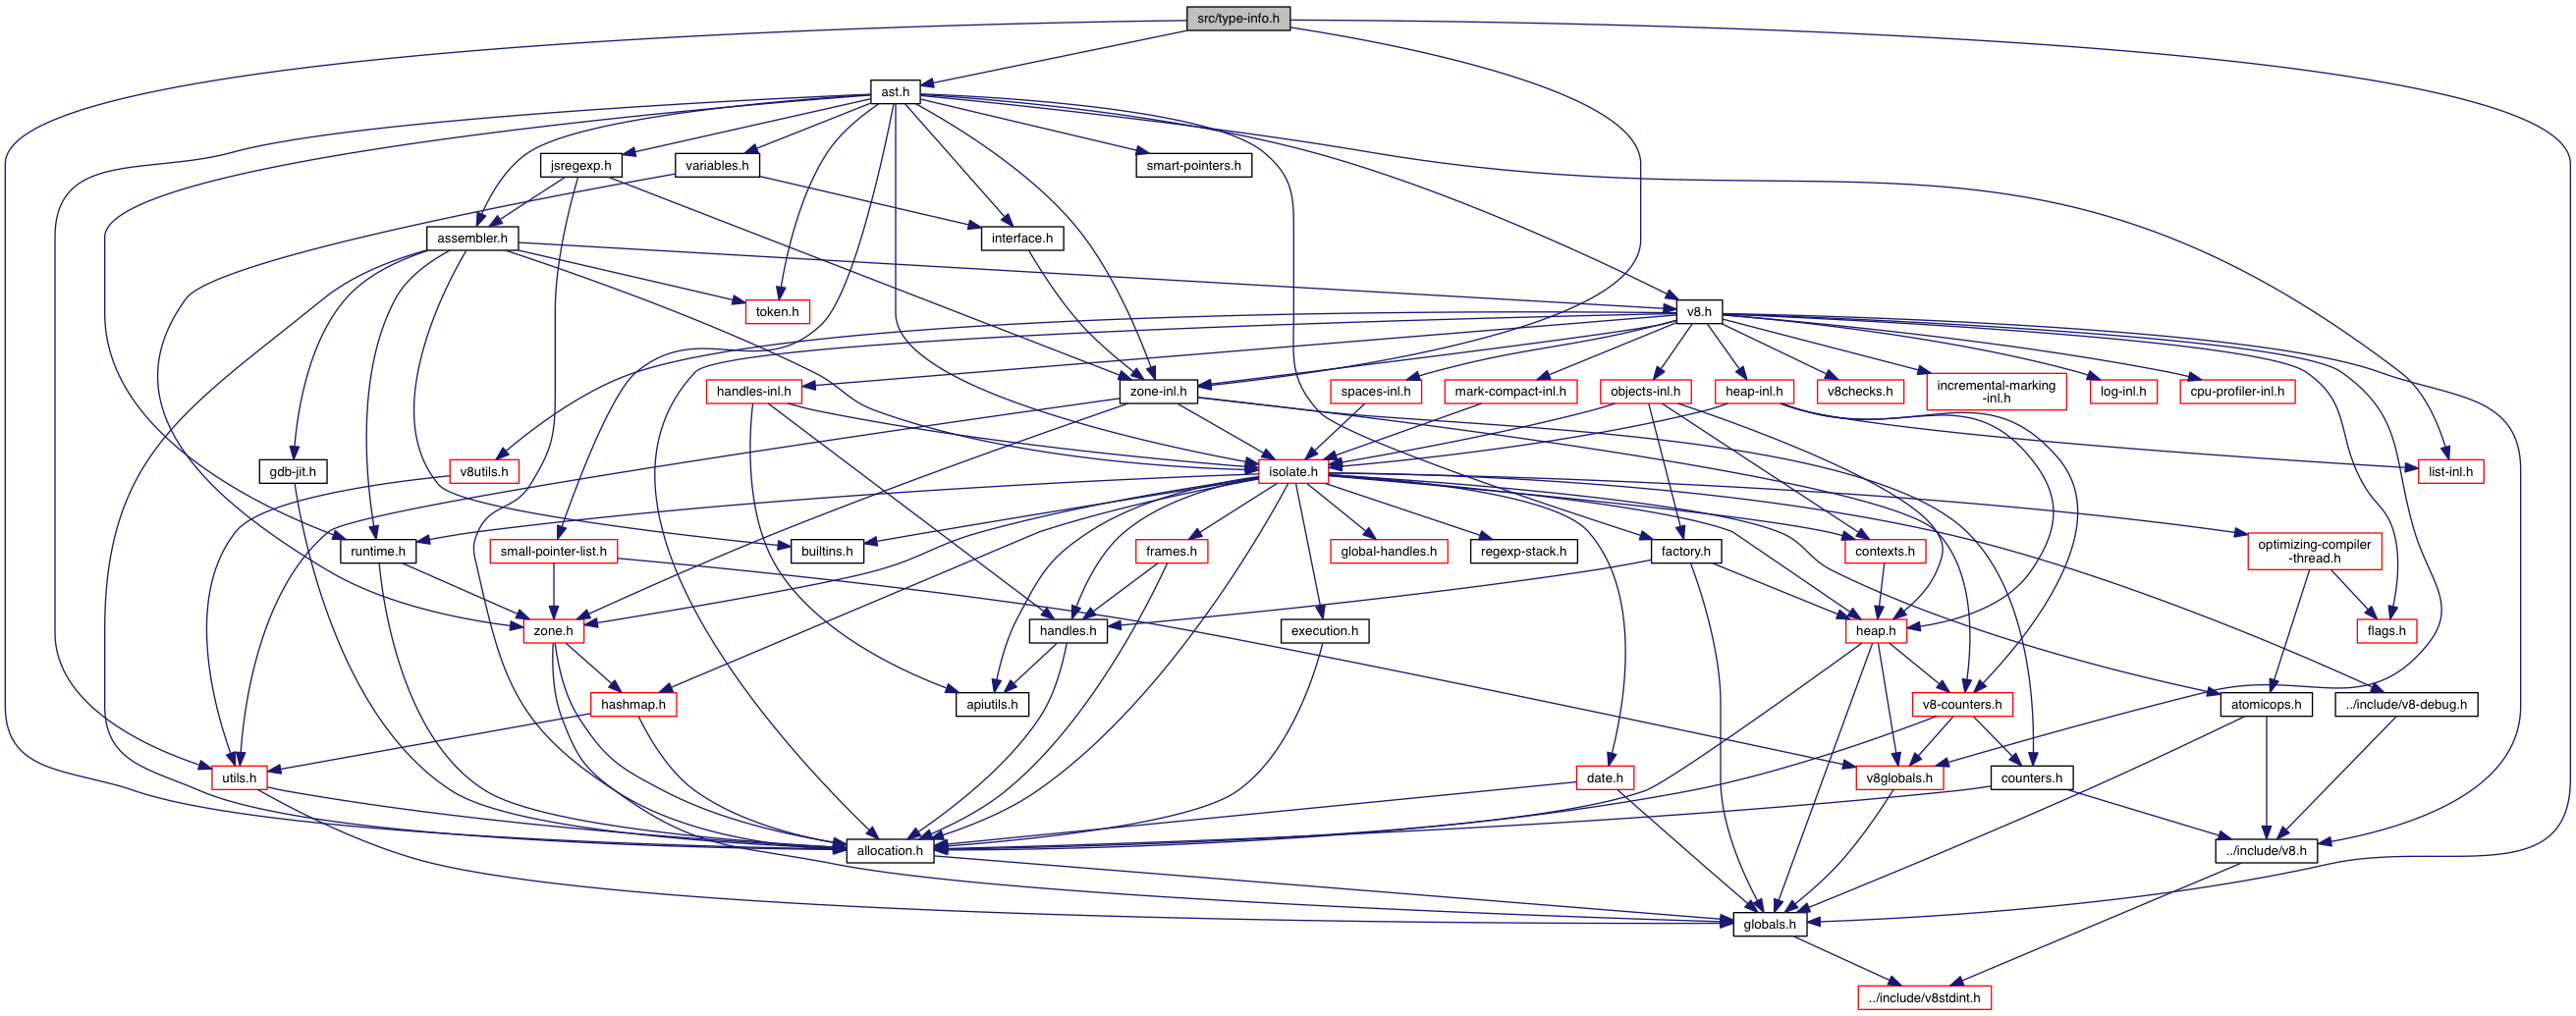 src/type-info.h
ast.h
jsregexp.h
variables.h
smart-pointers.h
assembler.h
interface.h
token.h
v8.h
handles-inl.h
zone-inl.h
spaces-inl.h
mark-compact-inl.h
objects-inl.h
heap-inl.h
v8checks.h
incremental-marking
-inl.h
log-inl.h
cpu-profiler-inl.h
gdb-jit.h
v8utils.h
isolate.h
list-inl.h
runtime.h
small-pointer-list.h
builtins.h
frames.h
global-handles.h
regexp-stack.h
factory.h
contexts.h
optimizing-compiler
-thread.h
zone.h
handles.h
execution.h
heap.h
flags.h
hashmap.h
apiutils.h
v8-counters.h
atomicops.h
../include/v8-debug.h
utils.h
date.h
v8globals.h
counters.h
allocation.h
../include/v8.h
globals.h
../include/v8stdint.h